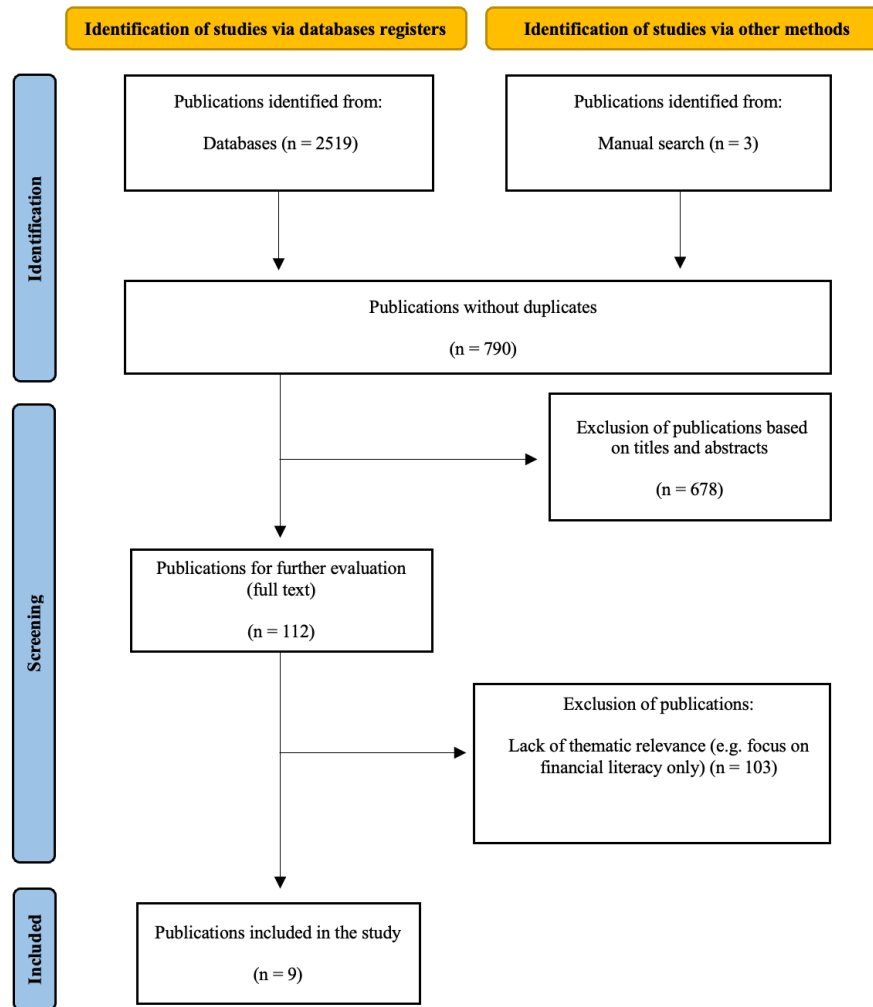 Identification of studies via databases registers
Identification of studies via other methods
Identification
Publications identified from:
Databases (n = 2519)
Publications identified from:
Manual search (n = 3)
Publications without duplicates
(n = 790)
Screening
Exclusion of publications based
on titles and abstracts
(n = 678)
Publications for further evaluation
(full text)
(n = 112)
Exclusion of publications:
Lack of thematic relevance (e.g. focus on
financial literacy only) (n = 103)
Included
Publications included in the study
(n = 9)